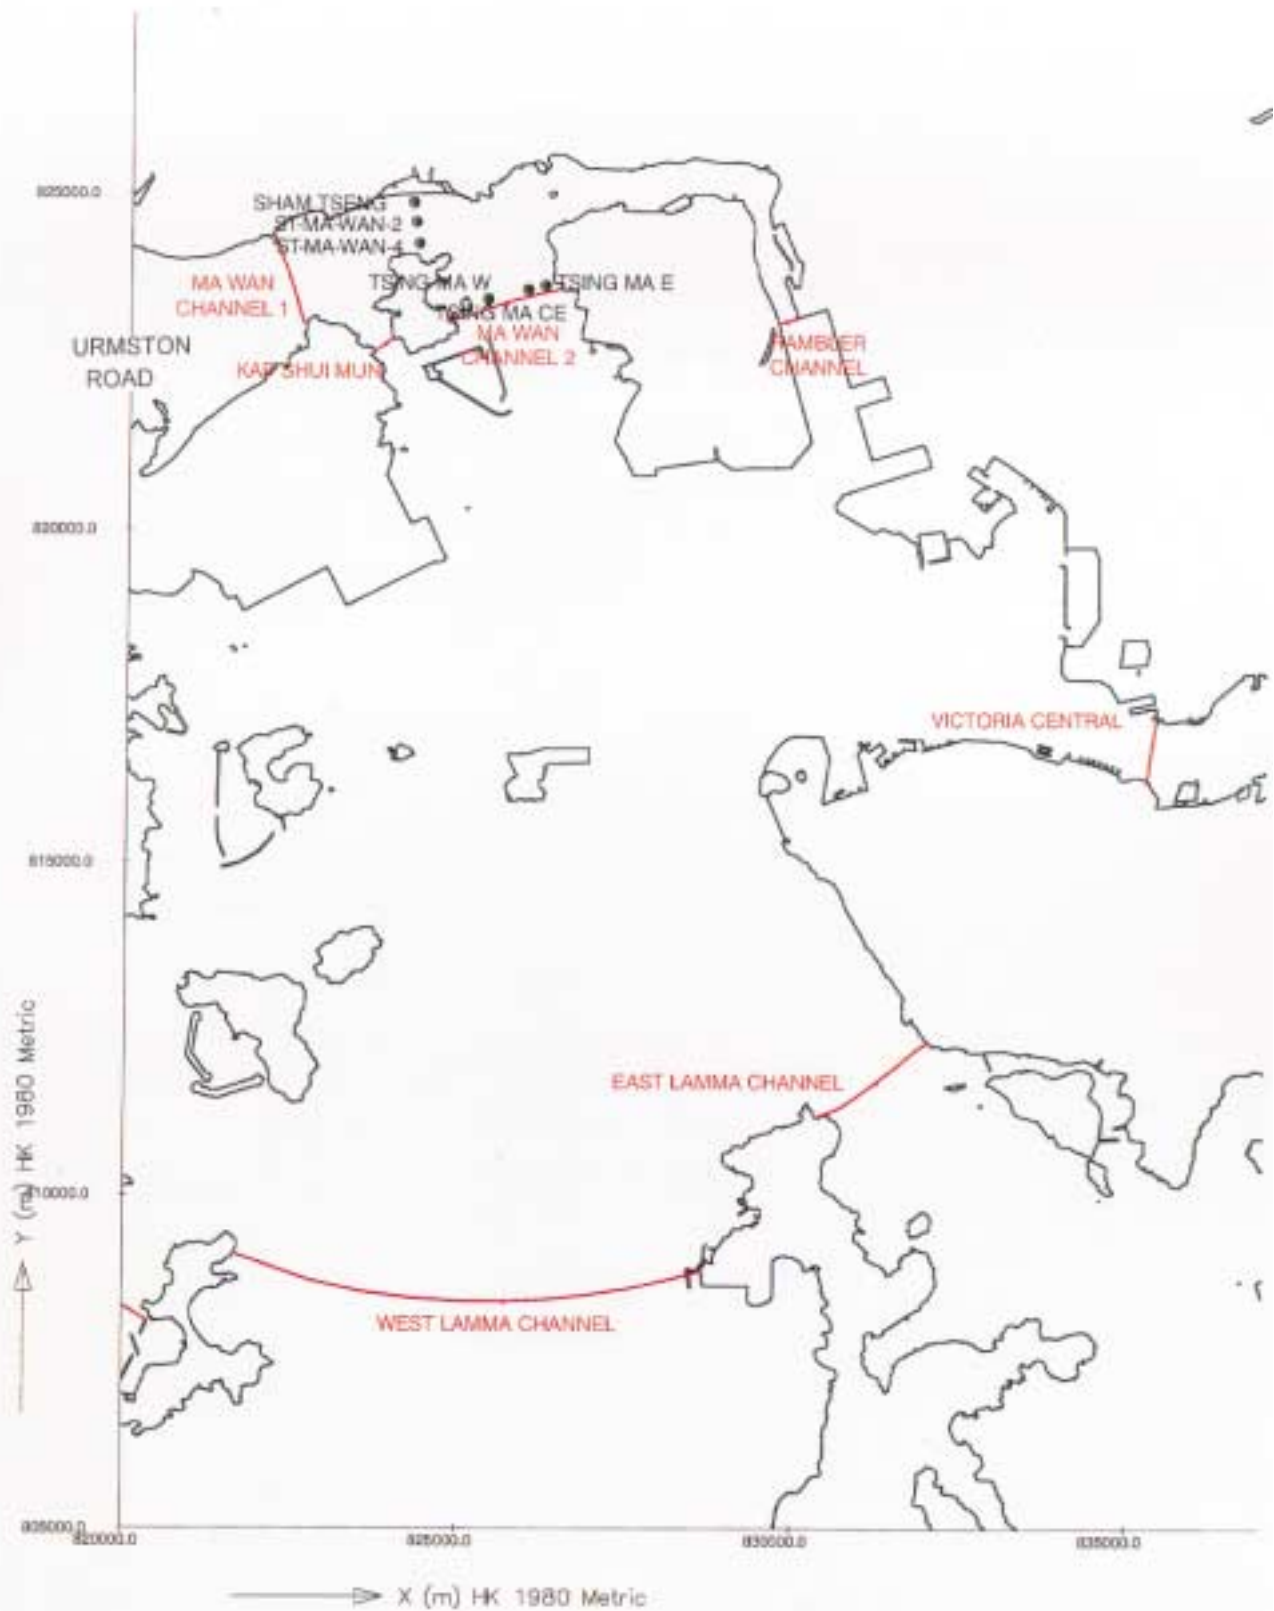 825000.0
SHAM TSENG
ST-MA-WAN-2
ST-MA-WAN-4
MA WAN
CHANNEL 1
TSING MA W
TSING MA E
TSING MA CE
MA WAN
CHANNEL 2
URMSTON
ROAD
KAP SHUI MUN
RAMBLER
CHANNEL
820000.0
VICTORIA CENTRAL
815000.0
EAST LAMMA CHANNEL
810000.0
WEST LAMMA CHANNEL
805000.0
820000.0
825000.0
830000.0
835000.0
Y (m) HK 1980 Metric
X (m) HK 1980 Metric